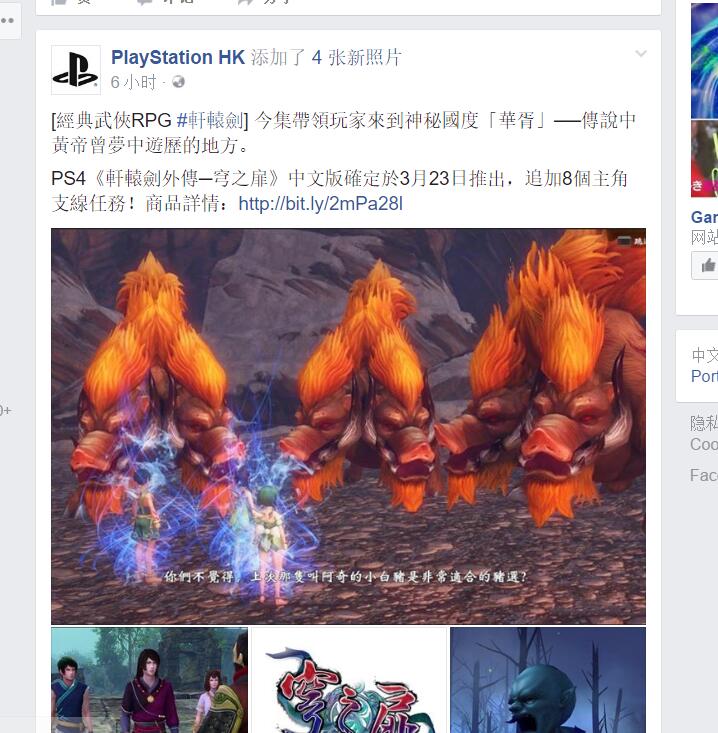 PlayStation HK 添加了 4 张新照片
6 小时 ·
[經典武俠RPG #軒轅劍] 今集帶領玩家來到神秘國度「華胥」──傳說中
黃帝曾夢中遊歷的地方。
PS4《軒轅劍外傳─穹之扉》中文版確定於3月23日推出，追加8個主角
支線任務！商品詳情：http://bit.ly/2mPa28l
你們不覺得，上次那隻叫阿奇的小白豬是非常適合的豬選?
穹之扉
Gar
网站
中文
Port
隐私
Coo
Fac
0+